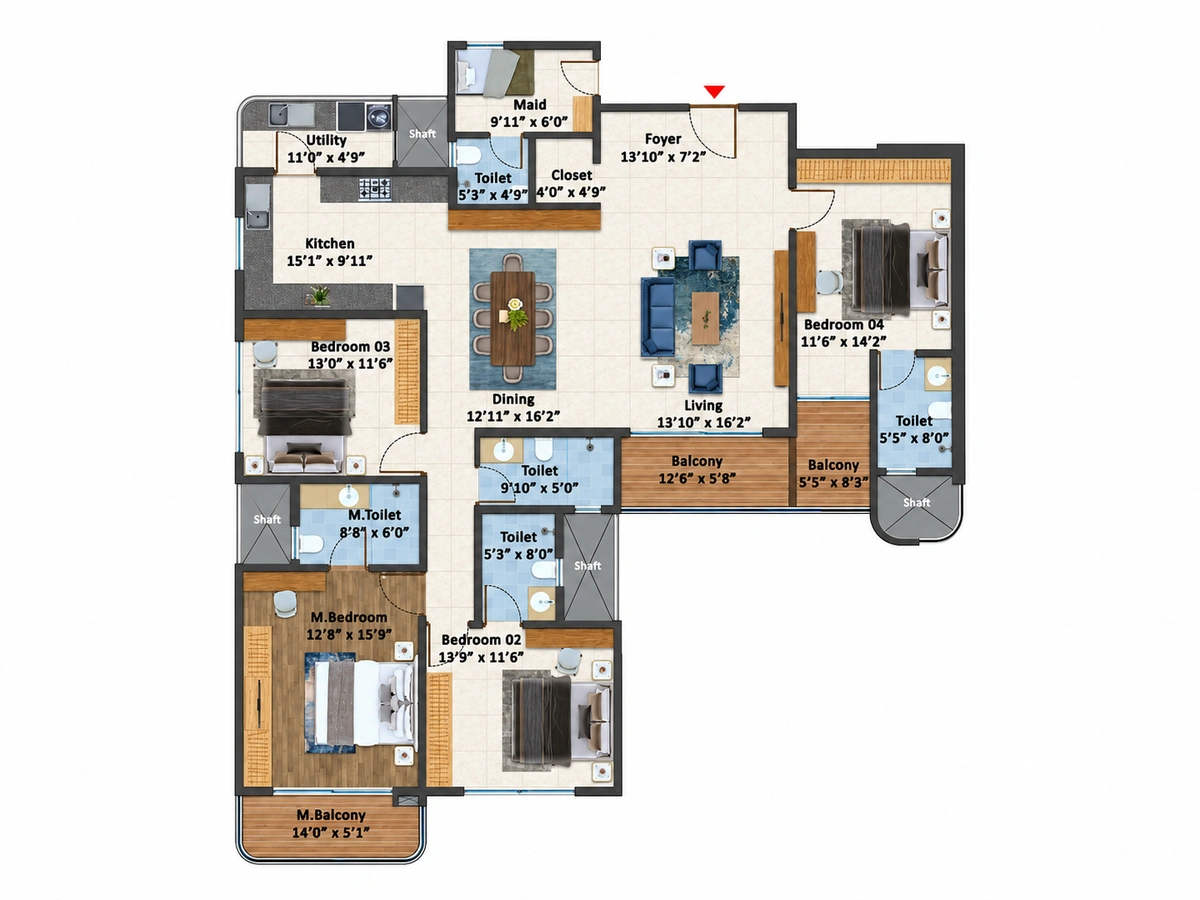 Maid
9'11" x 6'0"
Shaft
Utility
11'0" x 4'9"
Foyer
13'10" x 7'2"
Toilet
5'3" x 4'9"
Closet
4'0" x 4'9"
Kitchen
15'1" x 9'11"
Bedroom 04
11'6" x 14'2"
Bedroom 03
13'0" x 11'6"
Dining
12'11" x 16'2"
Living
13'10" x 16'2"
Toilet
5'5" x 8'0"
Balcony
12'6" x 5'8"
Balcony
5'5" x 8'3"
Toilet
9'10" x 5'0"
Shaft
Shaft
M.Toilet
8'8" x 6'0"
Toilet
5'3" x 8'0"
Shaft
M.Bedroom
12'8" x 15'9"
Bedroom 02
13'9" x 11'6"
M.Balcony
14'0" x 5'1"